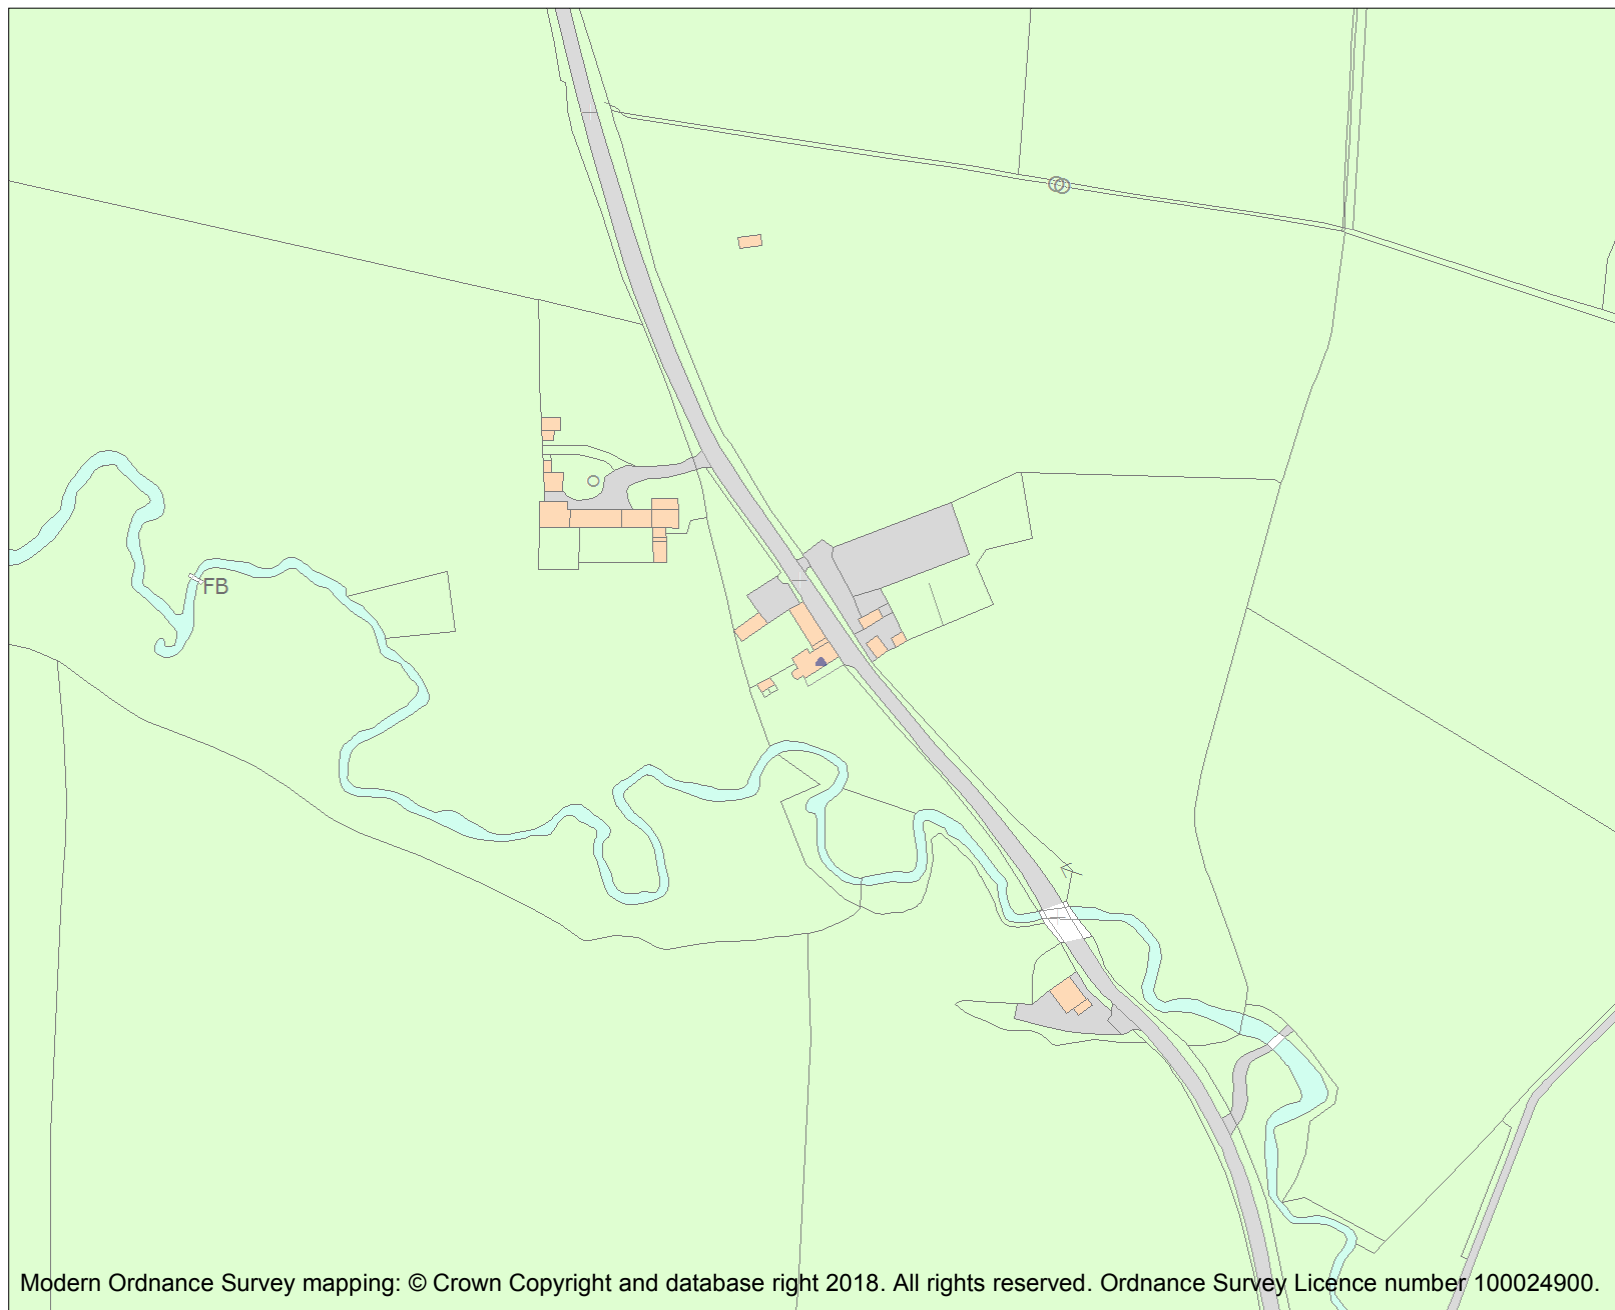 FB
Modern Ordnance Survey mapping: © Crown Copyright and database right 2018. All rights reserved. Ordnance Survey Licence number 100024900.